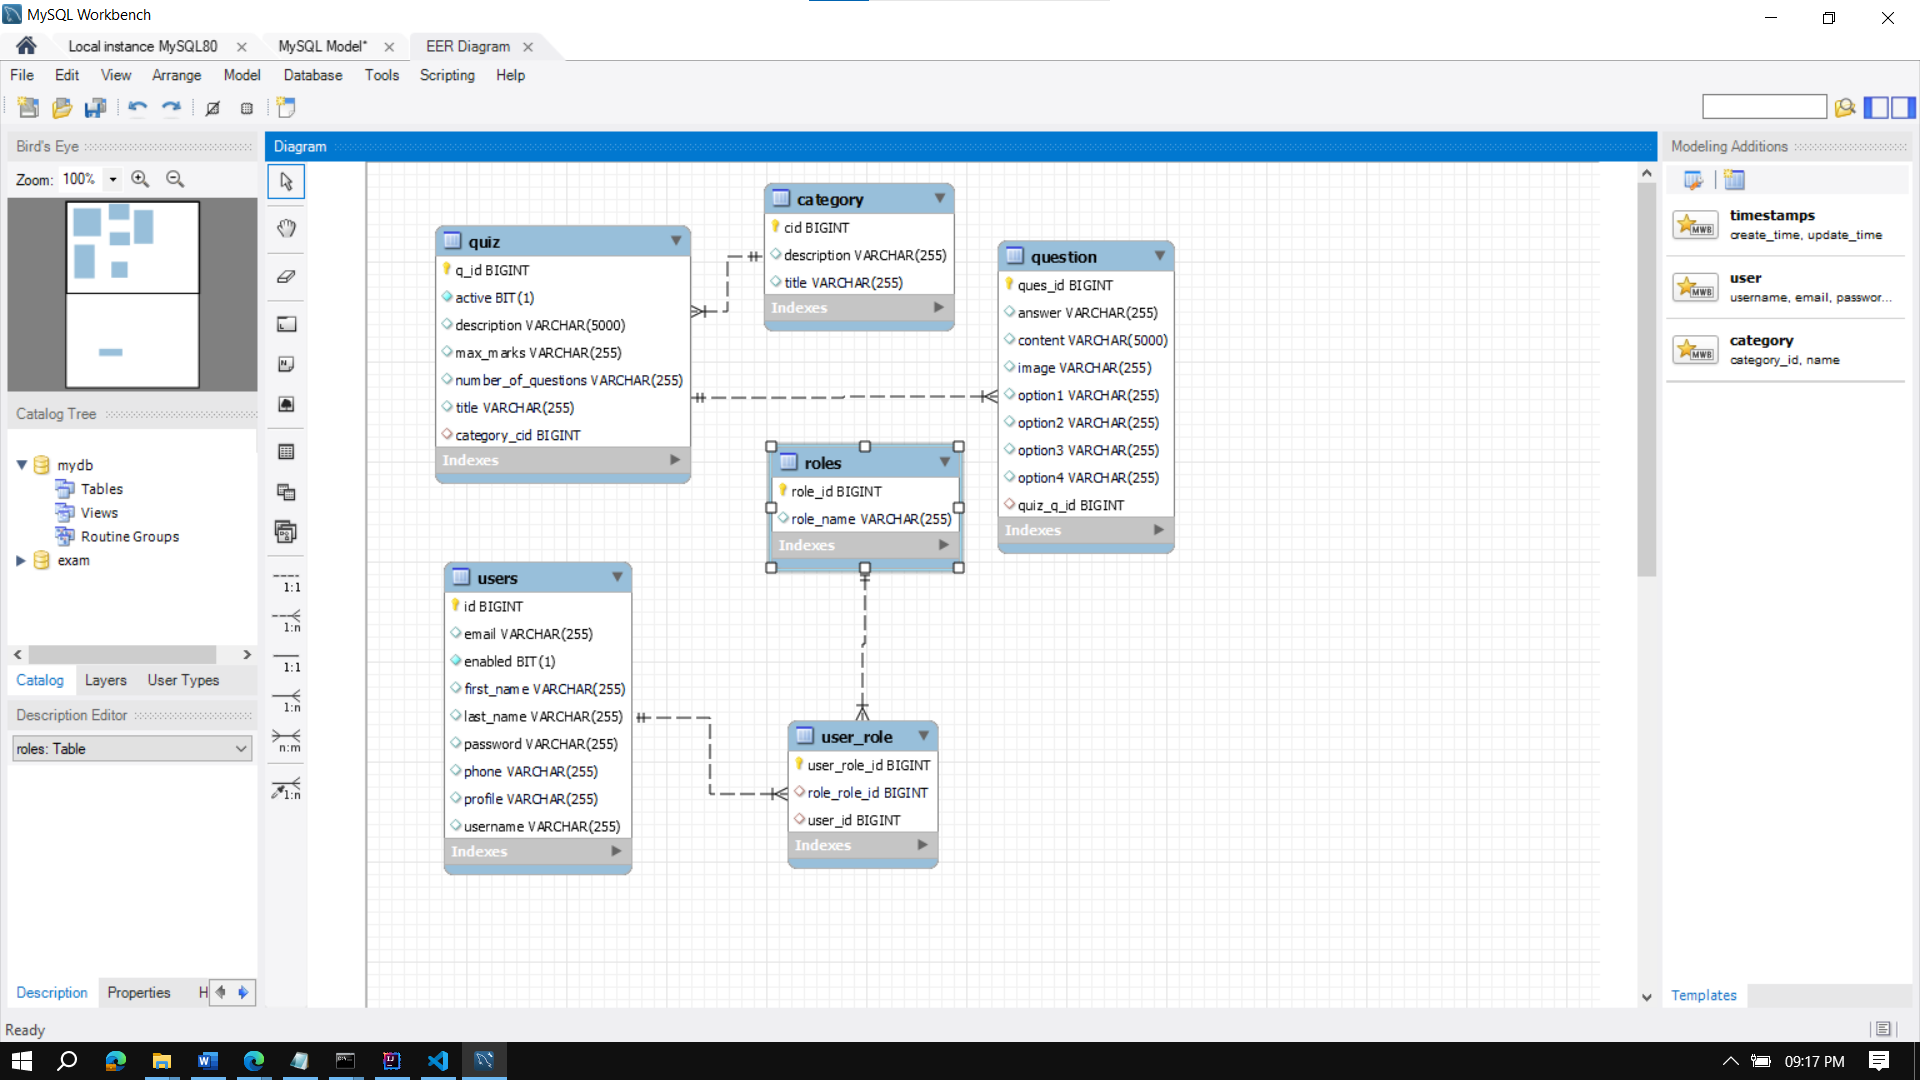 MySQL Workbench
Local instance MySQL80
MySQL Model*
EER Diagram
File Edit View Arrange Model Database Tools Scripting Help
Bird's Eye
Zoom: 100%
Catalog Tree
mydb
Tables
Views
Routine Groups
exam
Catalog Layers User Types
Description Editor
roles: Table
Description Properties H
Ready
Diagram
1:1
1:n
1:1
1:n
n:m
1:n
quiz
q_id BIGINT
active BIT(1)
description VARCHAR(5000)
max_marks VARCHAR(255)
number_of_questions VARCHAR(255)
title VARCHAR(255)
category_cid BIGINT
Indexes
category
cid BIGINT
description VARCHAR(255)
title VARCHAR(255)
Indexes
question
ques_id BIGINT
answer VARCHAR(255)
content VARCHAR(5000)
image VARCHAR(255)
option1 VARCHAR(255)
option2 VARCHAR(255)
option3 VARCHAR(255)
option4 VARCHAR(255)
quiz_q_id BIGINT
Indexes
roles
role_id BIGINT
role_name VARCHAR(255)
Indexes
users
id BIGINT
email VARCHAR(255)
enabled BIT(1)
first_name VARCHAR(255)
last_name VARCHAR(255)
password VARCHAR(255)
phone VARCHAR(255)
profile VARCHAR(255)
username VARCHAR(255)
Indexes
user_role
user_role_id BIGINT
role_role_id BIGINT
user_id BIGINT
Indexes
Modeling Additions
MWB
timestamps
create_time, update_time
MWB
user
username, email, passwor...
MWB
category
category_id, name
Templates
09:17 PM